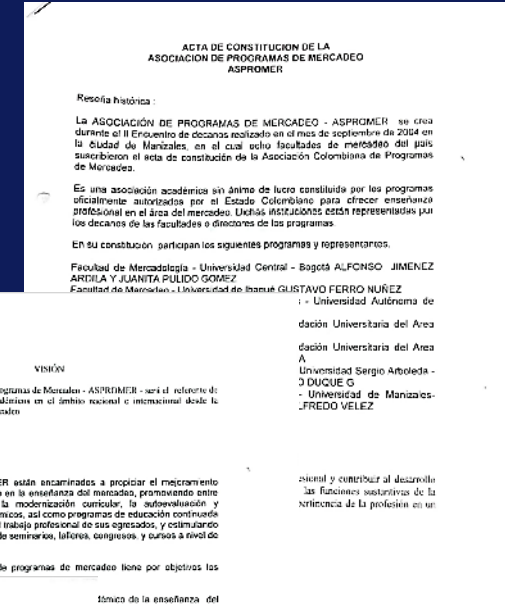 ACTA DE CONSTITUCION DE LA
ASOCIACION DE PROGRAMAS DE MERCADEO
ASPROMER
Reseña histórica :
La ASOCIACIÓN DE PROGRAMAS DE MERCADEO - ASPROMER se crea
durante el II Encuentro de decanos realizado en el mes de septiembre de 2004 en
la ciudad de Manizales, en el cual ocho facultades de mercadeo del país
suscribieron el acta de constitución de la Asociación Colombiana de Programas
de Mercadeo.
Es una asociación académica sin ánimo de lucro constituida por los programas
oficialmente autorizados por el Estado Colombiano para ofrecer enseñanza
profesional en el área del mercadeo. Dichas instituciones están representadas por
los decanos de las facultades o directores de los programas.
En su constitución participan los siguientes programas y representantes.
Facultad de Mercadología - Universidad Central - Bogotá ALFONSO JIMENEZ
ARDILA Y JUANITA PULIDO GOMEZ
Facultad de Mercadeo - Universidad de Ibagué GUSTAVO FERRO NUÑEZ
- Universidad Autónoma de
dación Universitaria del Area
dación Universitaria del Area
A
Universidad Sergio Arboleda -
O DUQUE G
- Universidad de Manizales-
LFREDO VELEZ
VISIÓN
ogramas de Mercadeo - ASPROMER - será el referente de
adémicos en el ámbito nacional e internacional desde la
cadeo
ER están encaminados a propiciar el mejoramiento
o en la enseñanza del mercadeo, promoviendo entre
la modernización curricular, la autoevaluación y
micos, así como programas de educación continuada
l trabajo profesional de sus egresados, y estimulando
de seminarios, talleres, congresos, y cursos a nivel de
de programas de mercadeo tiene por objetivos los
esional y contribuir al desarrollo
las funciones sustantivas de la
ertinencia de la profesión en un
démico de la enseñanza del